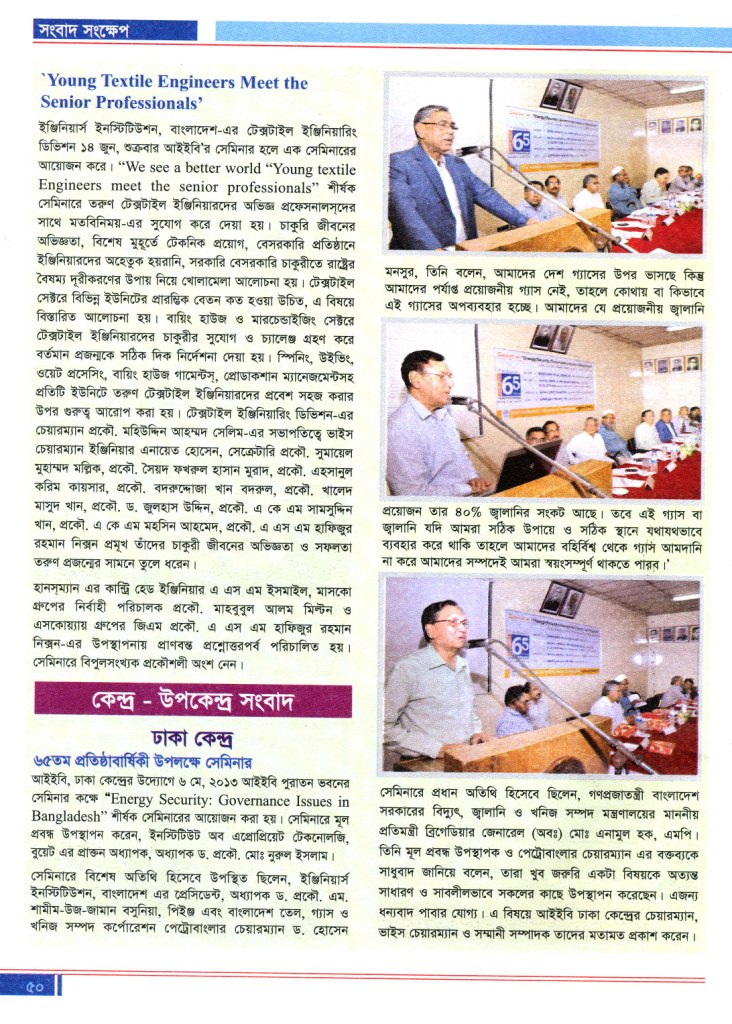 সংবাদ সংক্ষেপ
`Young Textile Engineers Meet the
Senior Professionals’
ইঞ্জিনিয়ার্স ইনস্টিটিউশন, বাংলাদেশ-এর টেক্সটাইল ইঞ্জিনিয়ারিং
ডিভিশন ১৪ জুন, শুক্রবার আইইবি’র সেমিনার হলে এক সেমিনারের
আয়োজন করে। “We see a better world “Young textile
Engineers meet the senior professionals” শীর্ষক
সেমিনারে তরুণ টেক্সটাইল ইঞ্জিনিয়ারদের অভিজ্ঞ প্রফেসনালস্‌দের
সাথে মতবিনিময়-এর সুযোগ করে দেয়া হয়। চাকুরি জীবনের
অভিজ্ঞতা, বিশেষ মুহূর্তে টেকনিক প্রয়োগ, বেসরকারি প্রতিষ্ঠানে
ইঞ্জিনিয়ারদের অহেতুক হয়রানি, সরকারি বেসরকারি চাকুরীতে রাষ্ট্রের
বৈষম্য দূরীকরণের উপায় নিয়ে খোলামেলা আলোচনা হয়। টেক্সটাইল
সেক্টরে বিভিন্ন ইউনিটের প্রারম্ভিক বেতন কত হওয়া উচিত, এ বিষয়ে
বিস্তারিত আলোচনা হয়। বায়িং হাউজ ও মারচেন্ডাইজিং সেক্টরে
টেক্সটাইল ইঞ্জিনিয়ারদের চাকুরীর সুযোগ ও চ্যালেঞ্জ গ্রহণ করে
বর্তমান প্রজন্মকে সঠিক দিক নির্দেশনা দেয়া হয়। স্পিনিং, উইভিং,
ওয়েট প্রসেসিং, বায়িং হাউজ গামেন্টস্, প্রোডাকশান ম্যানেজমেন্টসহ
প্রতিটি ইউনিটে তরুণ টেক্সটাইল ইঞ্জিনিয়ারদের প্রবেশ সহজ করার
উপর গুরুত্ব আরোপ করা হয়। টেক্সটাইল ইঞ্জিনিয়ারিং ডিভিশন-এর
চেয়ারম্যান প্রকৌ. মহিউদ্দিন আহম্মদ সেলিম-এর সভাপতিত্বে ভাইস
চেয়ারম্যান ইঞ্জিনিয়ার এনায়েত হোসেন, সেক্রেটারি প্রকৌ. সুমায়েল
মুহাম্মদ মল্লিক, প্রকৌ. সৈয়দ ফখরুল হাসান মুরাদ, প্রকৌ. এহসানুল
করিম কায়সার, প্রকৌ. বদরুদ্দোজা খান বদরুল, প্রকৌ. খালেদ
মাসুদ খান, প্রকৌ. ড. জুলহাস উদ্দিন, প্রকৌ. এ কে এম সামসুদ্দিন
খান, প্রকৌ. এ কে এম মহসিন আহমেদ, প্রকৌ. এ এস এম হাফিজুর
রহমান নিক্সন প্রমূখ তাঁদের চাকুরী জীবনের অভিজ্ঞতা ও সফলতা
তরুণ প্রজন্মের সামনে তুলে ধরেন।
হানস্‌ম্যান এর কান্ট্রি হেড ইঞ্জিনিয়ার এ এস এম ইসমাইল, মাসকো
গ্রুপের নির্বাহী পরিচালক প্রকৌ. মাহবুবুল আলম মিল্টন ও
এসকোয়্যায় গ্রুপের জিএম প্রকৌ. এ এস এম হাফিজুর রহমান
নিক্সন-এর উপস্থাপনায় প্রাণবন্ত প্রশ্নোত্তরপর্ব পরিচালিত হয়।
সেমিনারে বিপুলসংখ্যক প্রকৌশলী অংশ নেন।
কেন্দ্র - উপকেন্দ্র সংবাদ
ঢাকা কেন্দ্র
৬৫তম প্রতিষ্ঠাবার্ষিকী উপলক্ষে সেমিনার
আইইবি, ঢাকা কেন্দ্রের উদ্যোগে ৬ মে, ২০১৩ আইইবি পুরাতন ভবনের
সেমিনার কক্ষে “Energy Security: Governance Issues in
Bangladesh” শীর্ষক সেমিনারের আয়োজন করা হয়। সেমিনারে মূল
প্রবন্ধ উপস্থাপন করেন, ইনস্টিটিউট অব এপ্রোপ্রিয়েট টেকনোলজি,
বুয়েট এর প্রাক্তন অধ্যাপক, অধ্যাপক ড. প্রকৌ. মোঃ নুরুল ইসলাম।
সেমিনারে বিশেষ অতিথি হিসেবে উপস্থিত ছিলেন, ইঞ্জিনিয়ার্স
ইনস্টিটিউশন, বাংলাদেশ এর প্রেসিডেন্ট, অধ্যাপক ড. প্রকৌ. এম.
শামীম-উজ-জামান বসুনিয়া, পিইঞ্জ এবং বাংলাদেশ তেল, গ্যাস ও
খনিজ সম্পদ কর্পোরেশন পেট্রোবাংলার চেয়ারম্যান ড. হোসেন
65
মনসুর, তিনি বলেন, আমাদের দেশ গ্যাসের উপর ভাসছে কিন্তু
আমাদের পর্যাপ্ত প্রয়োজনীয় গ্যাস নেই, তাহলে কোথায় বা কিভাবে
এই গ্যাসের অপব্যবহার হচ্ছে। আমাদের যে প্রয়োজনীয় জ্বালানি
65
প্রয়োজন তার ৪০% জ্বালানির সংকট আছে। তবে এই গ্যাস বা
জ্বালানি যদি আমরা সঠিক উপায়ে ও সঠিক স্থানে যথাযথভাবে
ব্যবহার করে থাকি তাহলে আমাদের বহির্বিশ্ব থেকে গ্যাস আমদানি
না করে আমাদের সম্পদেই আমরা স্বয়ংসম্পূর্ণ থাকতে পারব।’
65
সেমিনারে প্রধান অতিথি হিসেবে ছিলেন, গণপ্রজাতন্ত্রী বাংলাদেশ
সরকারের বিদ্যুৎ, জ্বালানি ও খনিজ সম্পদ মন্ত্রণালয়ের মাননীয়
প্রতিমন্ত্রী ব্রিগেডিয়ার জেনারেল (অবঃ) মোঃ এনামুল হক, এমপি।
তিনি মূল প্রবন্ধ উপস্থাপক ও পেট্রোবাংলার চেয়ারম্যান এর বক্তব্যকে
সাধুবাদ জানিয়ে বলেন, তারা খুব জরুরি একটা বিষয়কে অত্যন্ত
সাধারণ ও সাবলীলভাবে সকলের কাছে উপস্থাপন করেছেন। এজন্য
ধন্যবাদ পাবার যোগ্য। এ বিষয়ে আইইবি ঢাকা কেন্দ্রের চেয়ারম্যান,
ভাইস চেয়ারম্যান ও সম্মানী সম্পাদক তাদের মতামত প্রকাশ করেন।
৫০